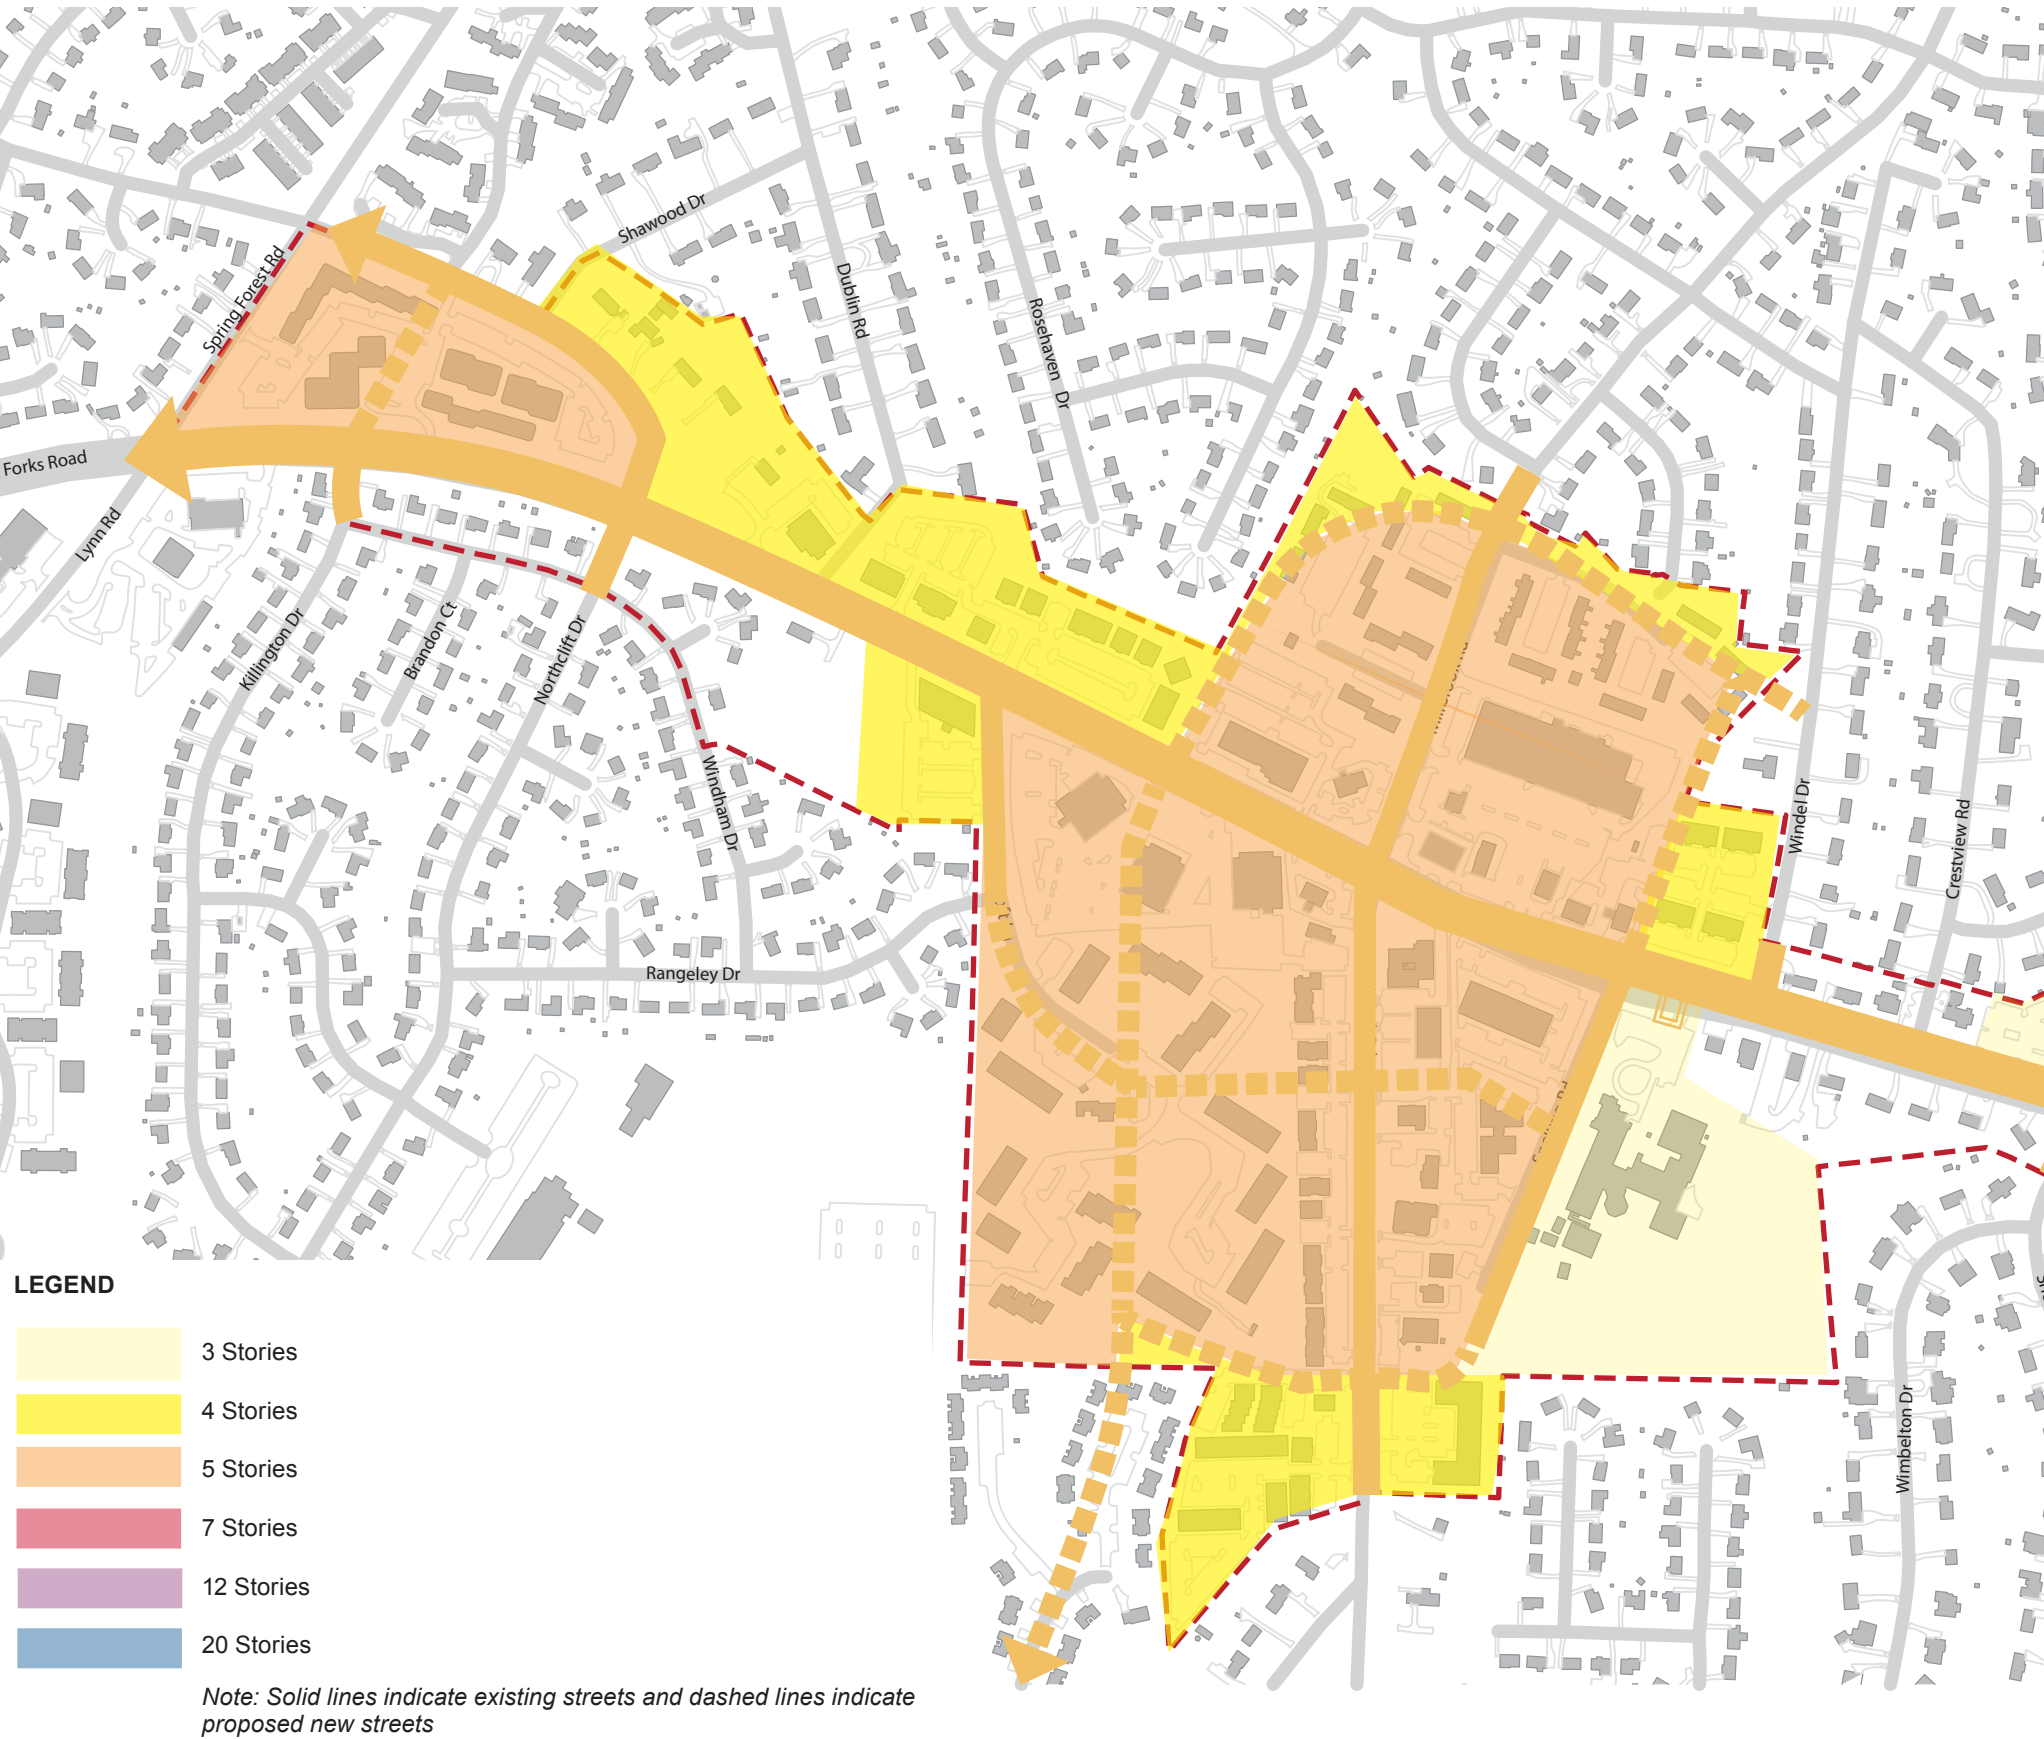 Shawood Dr
Spring Forest Rd
Dublin Rd
Rosehaven Dr
Forks Road
Lynn Rd
Killington Dr
Brandon Ct
Northclift Dr
Windham Dr
Windel Dr
Crestview Rd
Rangeley Dr
Wimbelton Dr
LEGEND
3 Stories
4 Stories
5 Stories
7 Stories
12 Stories
20 Stories
Note: Solid lines indicate existing streets and dashed lines indicate
proposed new streets